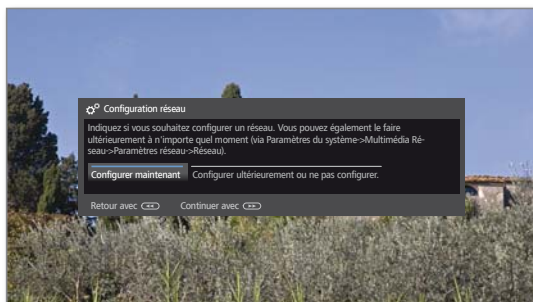 Configuration réseau
Indiquez si vous souhaitez configurer un réseau. Vous pouvez également le faire
ultérieurement à n'importe quel moment (via Paramètres du système->Multimédia Ré-
seau->Paramètres réseau->Réseau).
Configurer maintenant Configurer ultérieurement ou ne pas configurer.
Retour avec Continuer avec